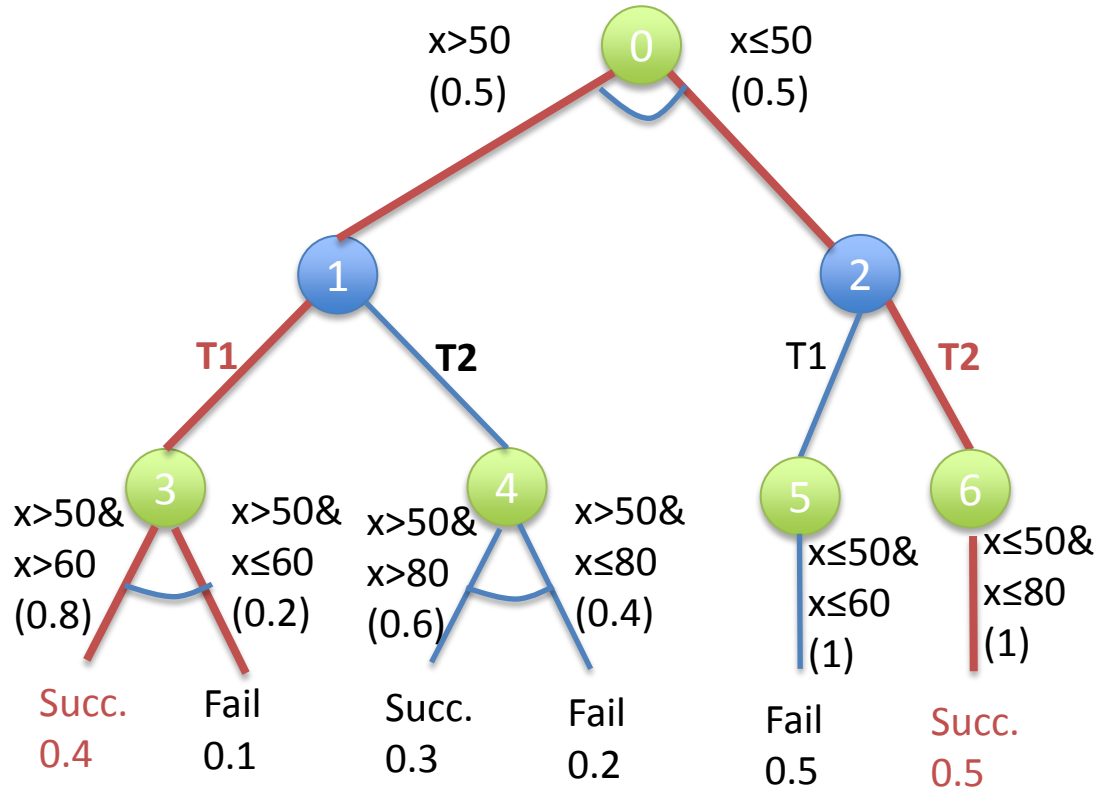 x>50
(0.5)
0
x≤50
(0.5)
1
2
T1
T2
T1
T2
3
4
5
6
x>50&
x>60
(0.8)
x>50&
x≤60
(0.2)
x>50&
x>80
(0.6)
x>50&
x≤80
(0.4)
x≤50&
x≤60
(1)
x≤50&
x≤80
(1)
Succ.
0.4
Fail
0.1
Succ.
0.3
Fail
0.2
Fail
0.5
Succ.
0.5